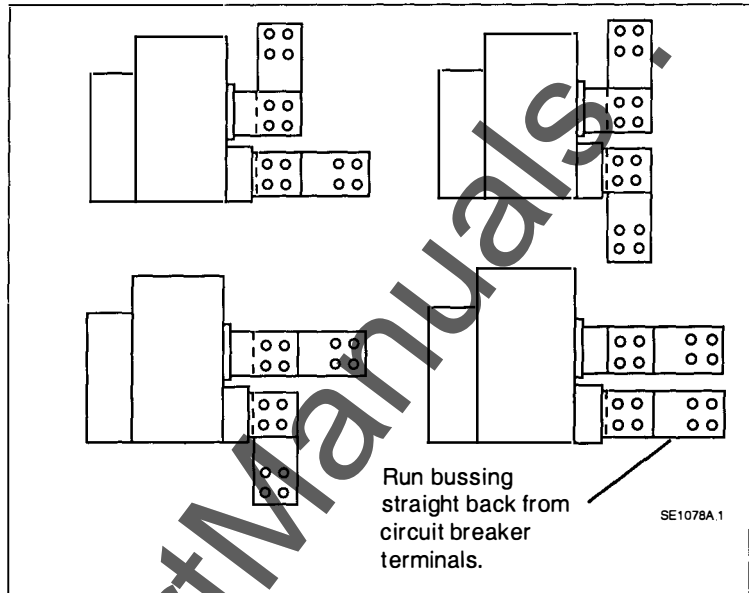 Run bussing
straight back from
circuit breaker
terminals.
SE1078A,1